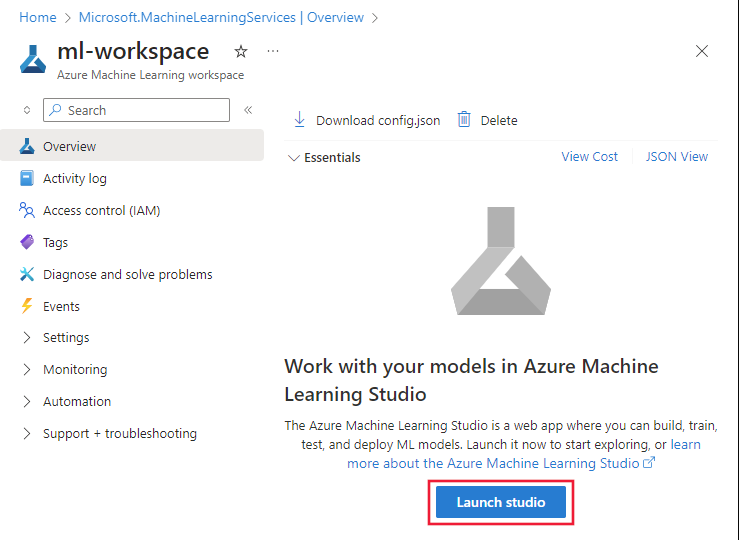 Home > Microsoft.MachineLearningServices | Overview >
ml-workspace ☆ ...
Azure Machine Learning workspace
Search
Overview
Activity log
Access control (IAM)
Tags
Diagnose and solve problems
Events
Settings
Monitoring
Automation
Support + troubleshooting
Download config.json Delete
Essentials View Cost JSON View
Work with your models in Azure Machine
Learning Studio
The Azure Machine Learning Studio is a web app where you can build, train,
test, and deploy ML models. Launch it now to start exploring, or learn
more about the Azure Machine Learning Studio
Launch studio